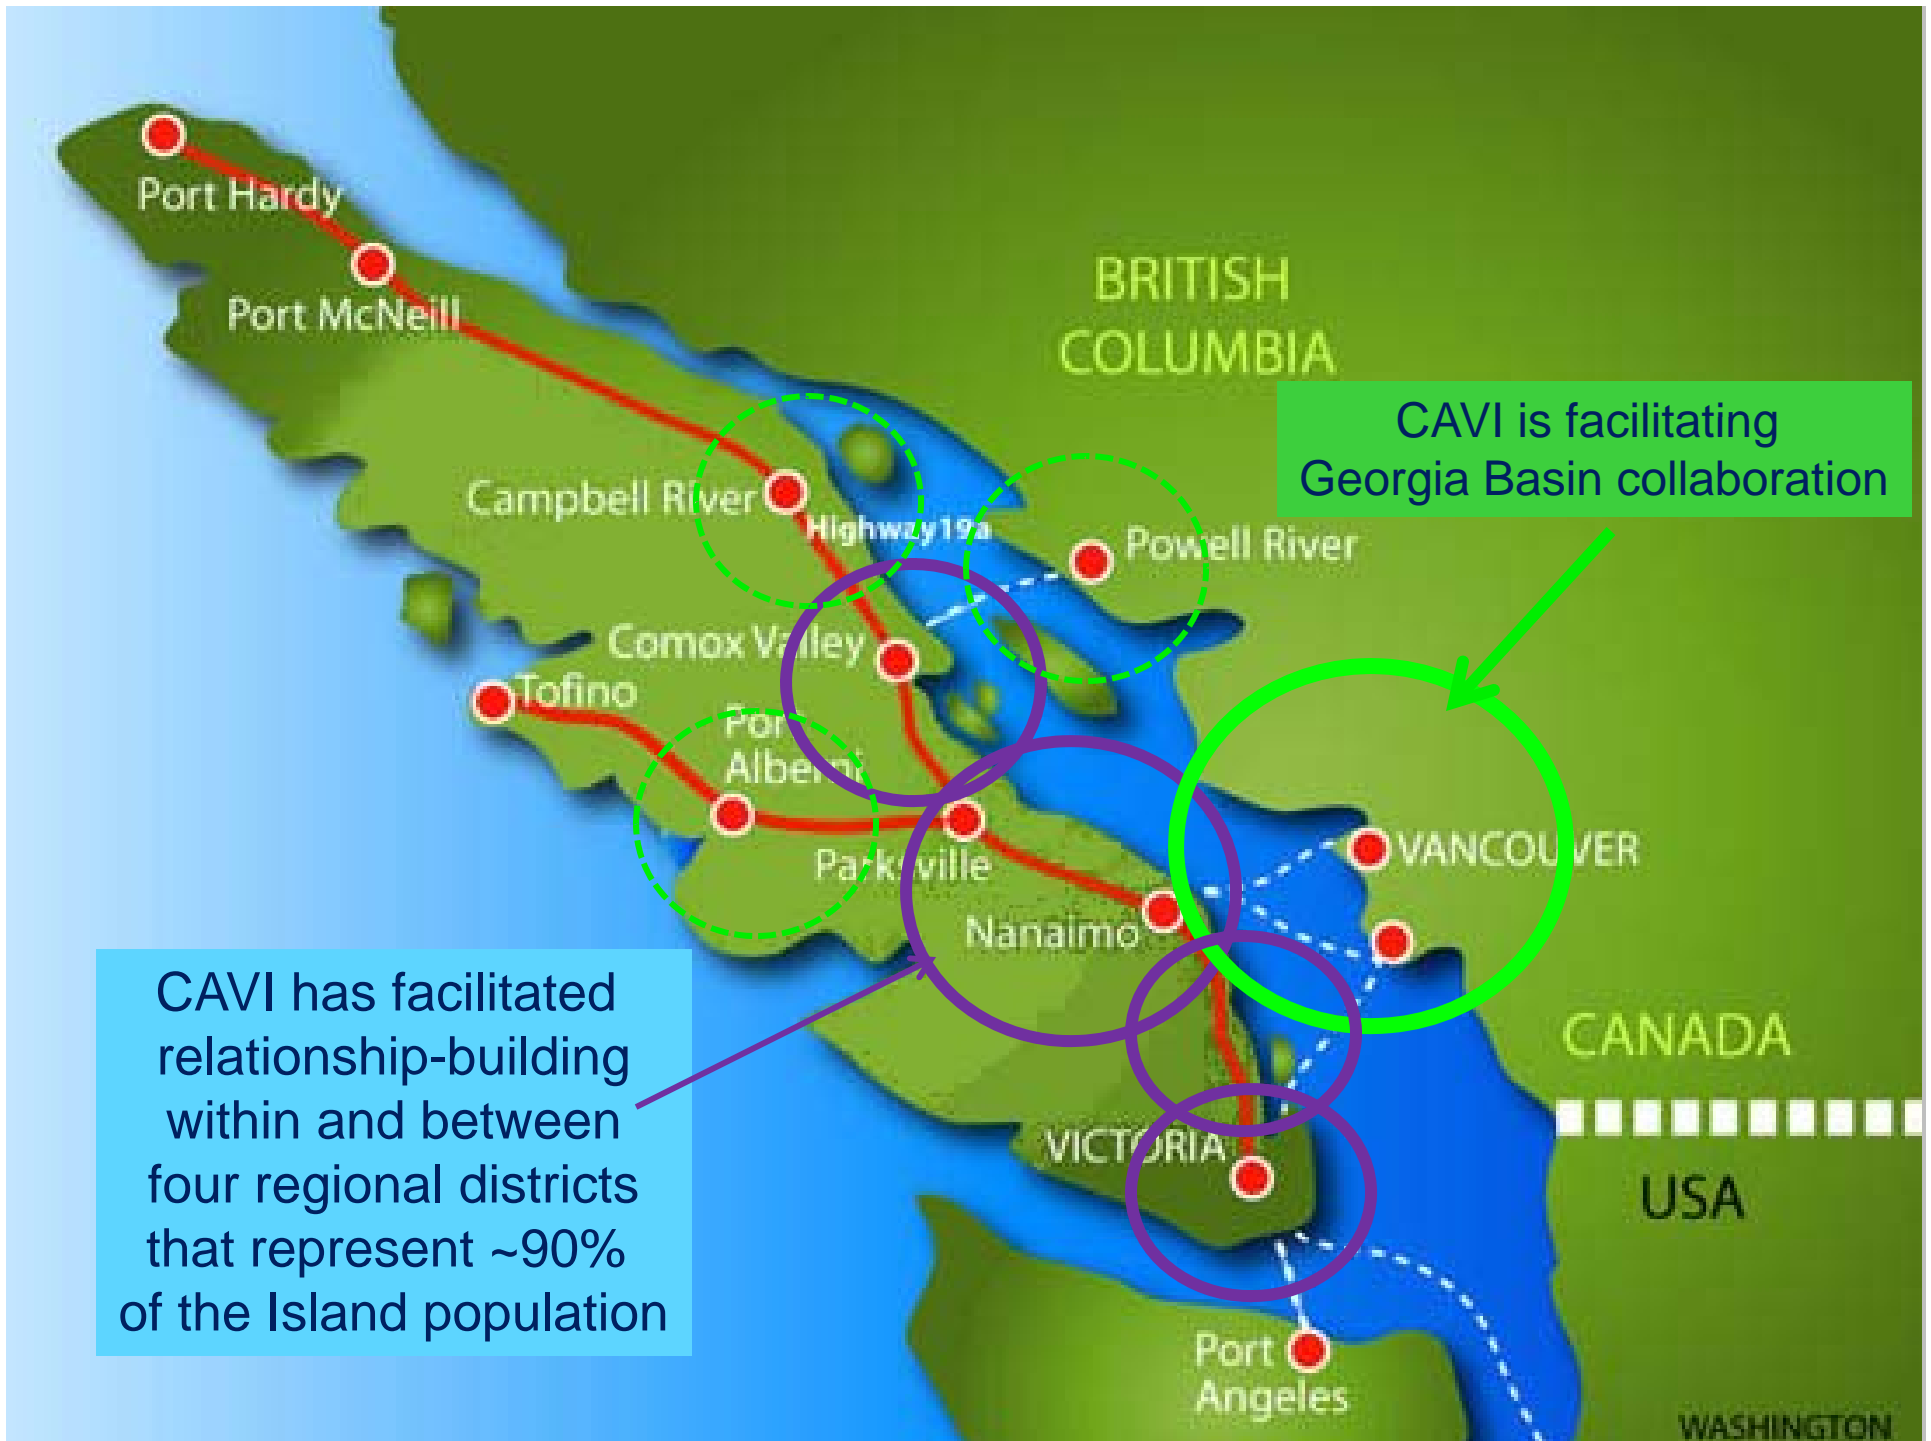 Port Hardy
Port McNeill
BRITISH
COLUMBIA
CAVI is facilitating
Georgia Basin collaboration
Campbell River
Highway19a
Powell River
Comox Valley
Tofino
Port
Alberni
Parksville
VANCOUVER
Nanaimo
CAVI has facilitated
relationship-building
within and between
four regional districts
that represent ~90%
of the Island population
CANADA
VICTORIA
USA
Port
Angeles
WASHINGTON